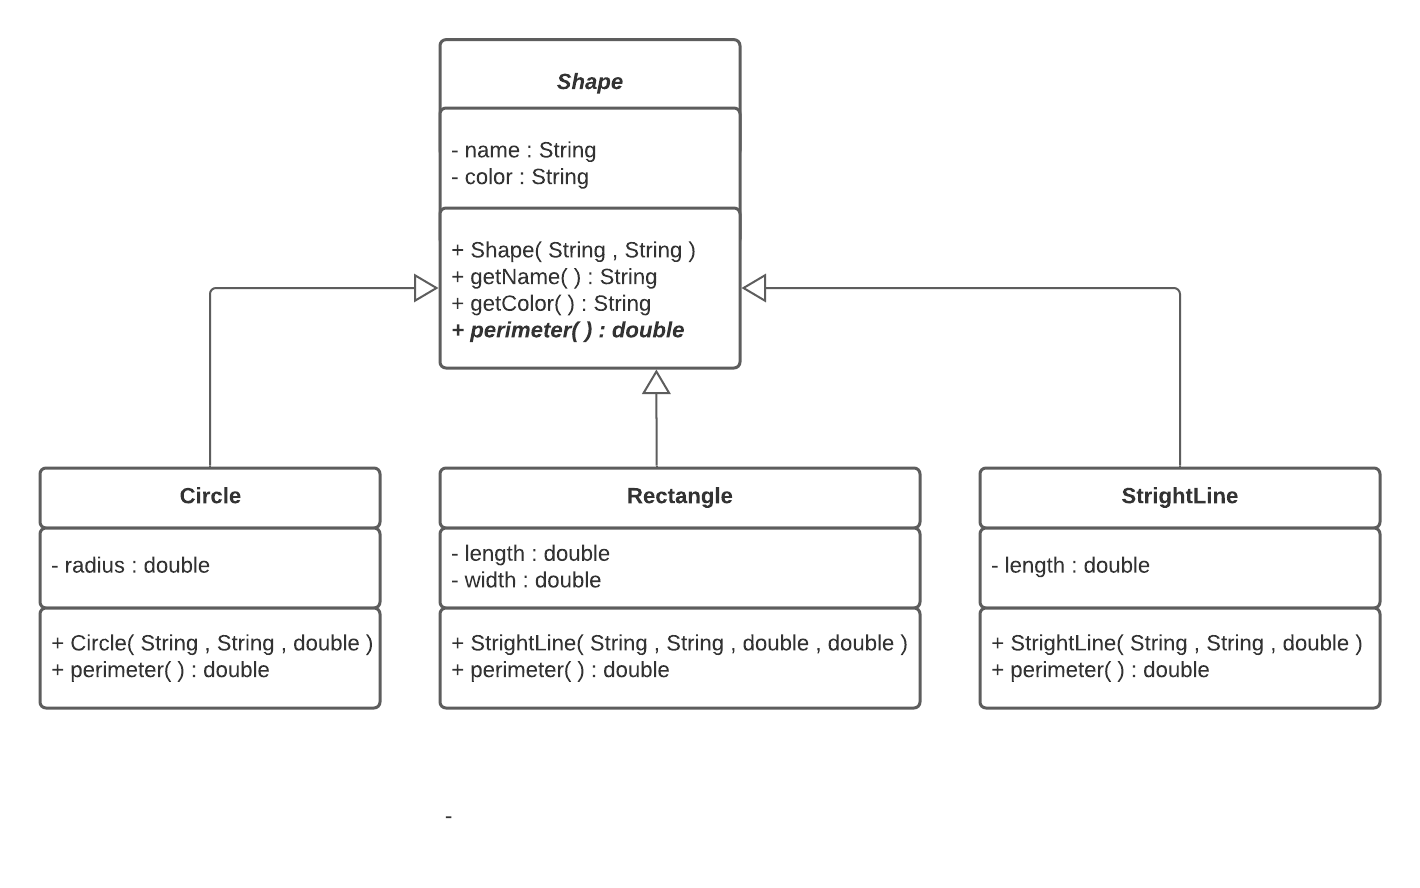 Shape
- name : String
- color : String
+ Shape( String , String )
+ getName( ) : String
+ getColor( ) : String
+ perimeter( ) : double
Circle
- radius : double
+ Circle( String , String , double )
+ perimeter( ) : double
Rectangle
- length : double
- width : double
+ StrightLine( String , String , double , double )
+ perimeter( ) : double
StrightLine
- length : double
+ StrightLine( String , String , double )
+ perimeter( ) : double
-